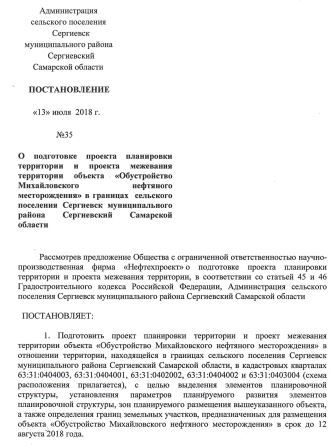 Администрация
сельского поселения
Сергиевск
муниципального района
Сергиевский
Самарской области
ПОСТАНОВЛЕНИЕ
«13» июля 2018 г.
№35
О подготовке проекта планировки
территории и проекта межевания
территории объекта «Обустройство
Михайловского нефтяного
месторождения» в границах сельского
поселения Сергиевск муниципального
района Сергиевский Самарской
области
Рассмотрев предложение Общества с ограниченной ответственностью научно-
производственная фирма «Нефтехпроект» о подготовке проекта планировки
территории и проекта межевания территории, в соответствии со статьей 45 и 46
Градостроительного кодекса Российской Федерации, Администрация сельского
поселения Сергиевск муниципального района Сергиевский Самарской области
ПОСТАНОВЛЯЕТ:
1. Подготовить проект планировки территории и проект межевания
территории объекта «Обустройство Михайловского нефтяного месторождения» в
отношении территории, находящейся в границах сельского поселения Сергиевск
муниципального района Сергиевский Самарской области, в кадастровых кварталах
63:31:0404003, 63:31:0404001, 63:31:0402002, 63:31:0402003 и 63:31:0403004 (схема
расположения прилагается), с целью выделения элементов планировочной
структуры, установления параметров планируемого развития элементов
планировочной структуры, зон планируемого размещения вышеуказанного объекта,
а также определения границ земельных участков, предназначенных для размещения
объекта «Обустройство Михайловского нефтяного месторождения» в срок до 12
августа 2018 года.